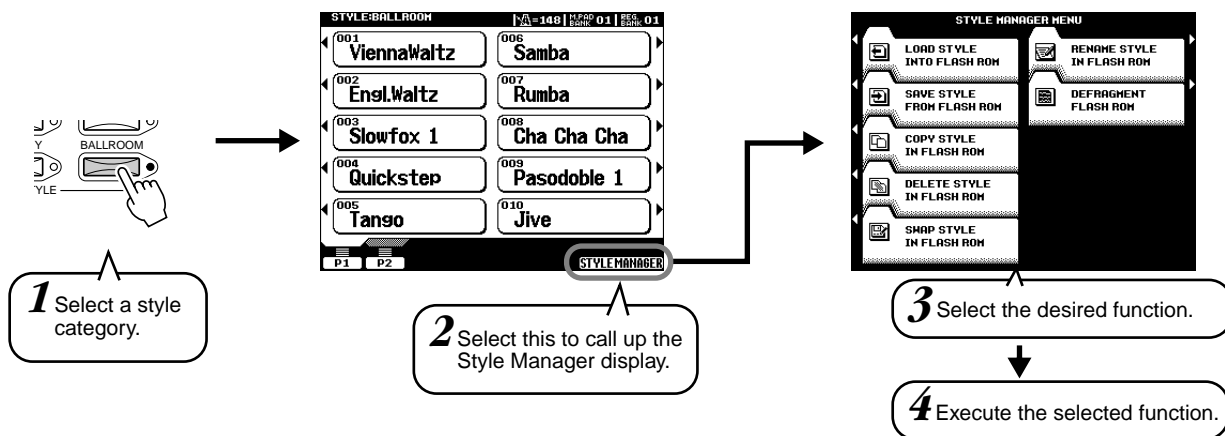 Y
BALLROOM
YLE
1 Select a style
category.
STYLE:BALLROOM
=148
M.PAD BANK 01
REG. BANK 01
001 ViennaWaltz
006 Samba
002 Engl.Waltz
007 Rumba
003 Slowfox 1
008 Cha Cha Cha
004 Quickstep
009 Pasodoble 1
005 Tango
010 Jive
P1
P2
STYLEMANAGER
2 Select this to call up the
Style Manager display.
STYLE MANAGER MENU
LOAD STYLE
INTO FLASH ROM
RENAME STYLE
IN FLASH ROM
SAVE STYLE
FROM FLASH ROM
DEFRAGMENT
FLASH ROM
COPY STYLE
IN FLASH ROM
DELETE STYLE
IN FLASH ROM
SWAP STYLE
IN FLASH ROM
3 Select the desired function.
4 Execute the selected function.